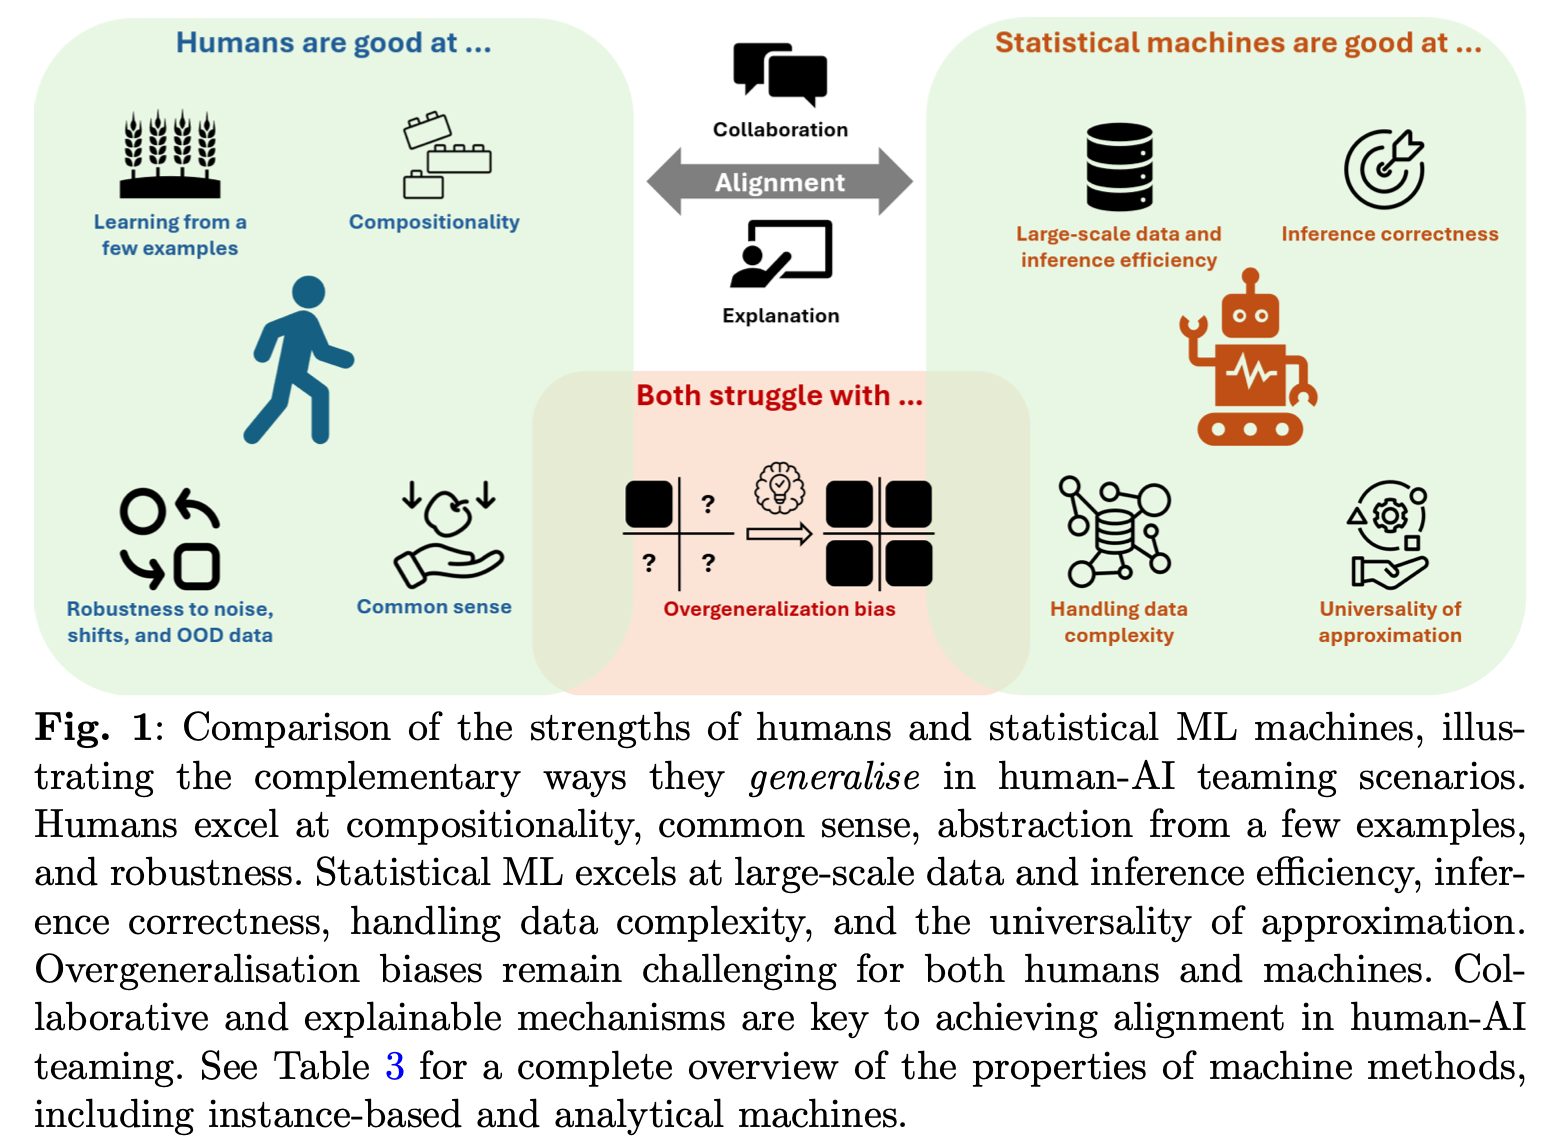 Humans are good at ...
Learning from a
few examples
Compositionality
Robustness to noise,
shifts, and OOD data
Common sense
Collaboration
Alignment
Explanation
Both struggle with ...
?
? ?
Overgeneralization bias
Statistical machines are good at ...
Large-scale data and
inference efficiency
Inference correctness
Handling data
complexity
Universality of
approximation
Fig. 1: Comparison of the strengths of humans and statistical ML machines, illus-
trating the complementary ways they generalise in human-AI teaming scenarios.
Humans excel at compositionality, common sense, abstraction from a few examples,
and robustness. Statistical ML excels at large-scale data and inference efficiency, infer-
ence correctness, handling data complexity, and the universality of approximation.
Overgeneralisation biases remain challenging for both humans and machines. Col-
laborative and explainable mechanisms are key to achieving alignment in human-AI
teaming. See Table 3 for a complete overview of the properties of machine methods,
including instance-based and analytical machines.